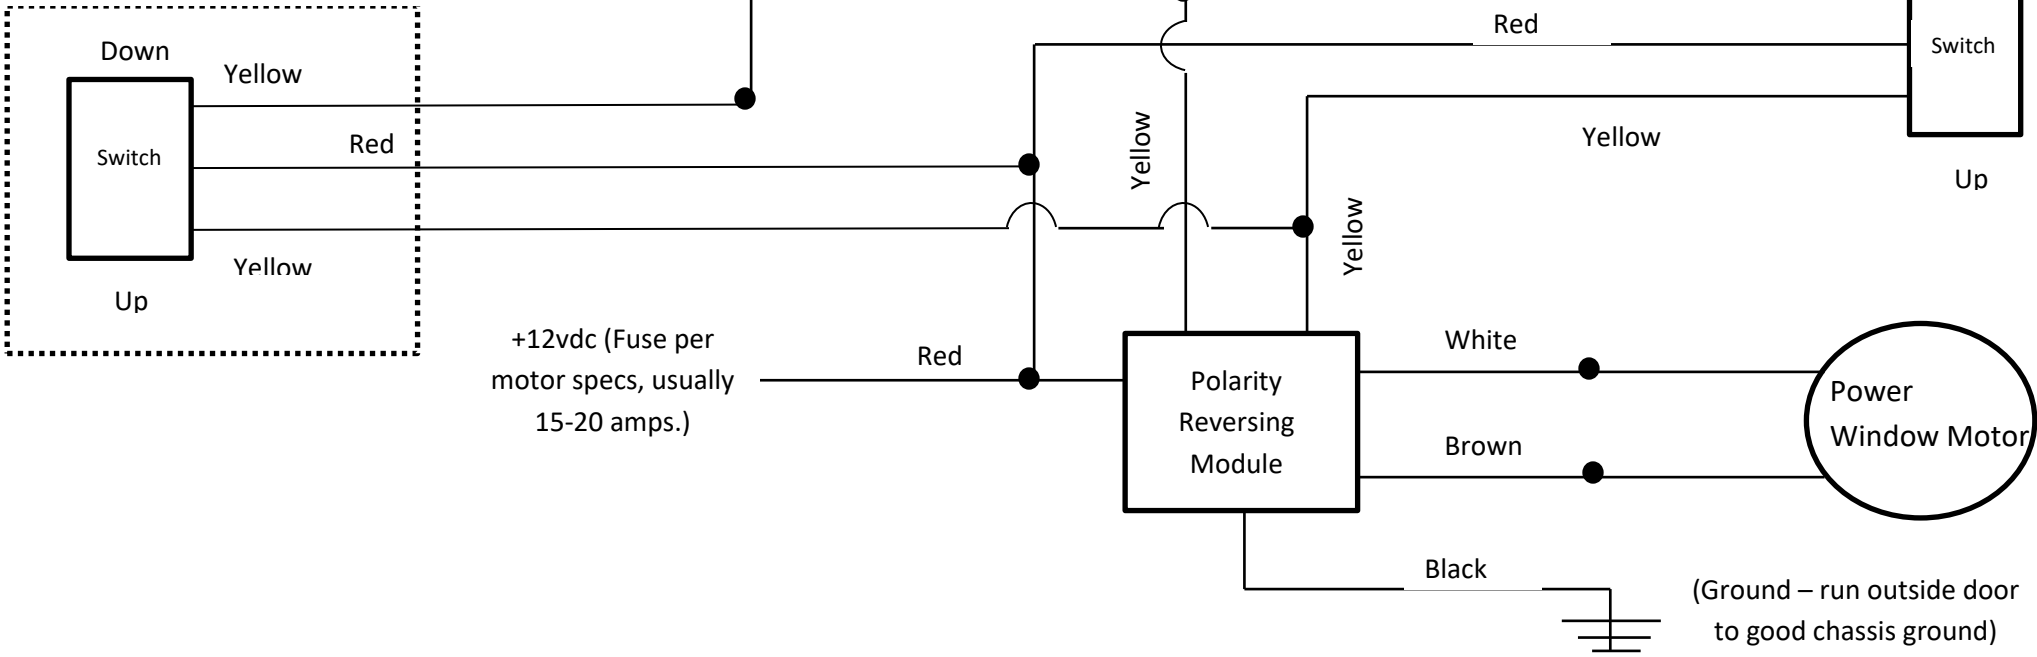 Down
Yellow
Red
Switch
Yellow
Up
Red
Switch
Yellow
Up
Yellow
Yellow
+12vdc (Fuse per
motor specs, usually
15-20 amps.)
Red
Polarity
Reversing
Module
White
Brown
Power
Window Motor
Black
(Ground – run outside door
to good chassis ground)